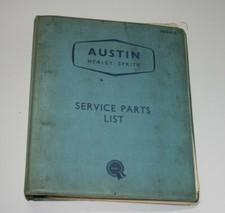 AUSTIN
HEALEY SPRITE
SERVICE PARTS
LIST